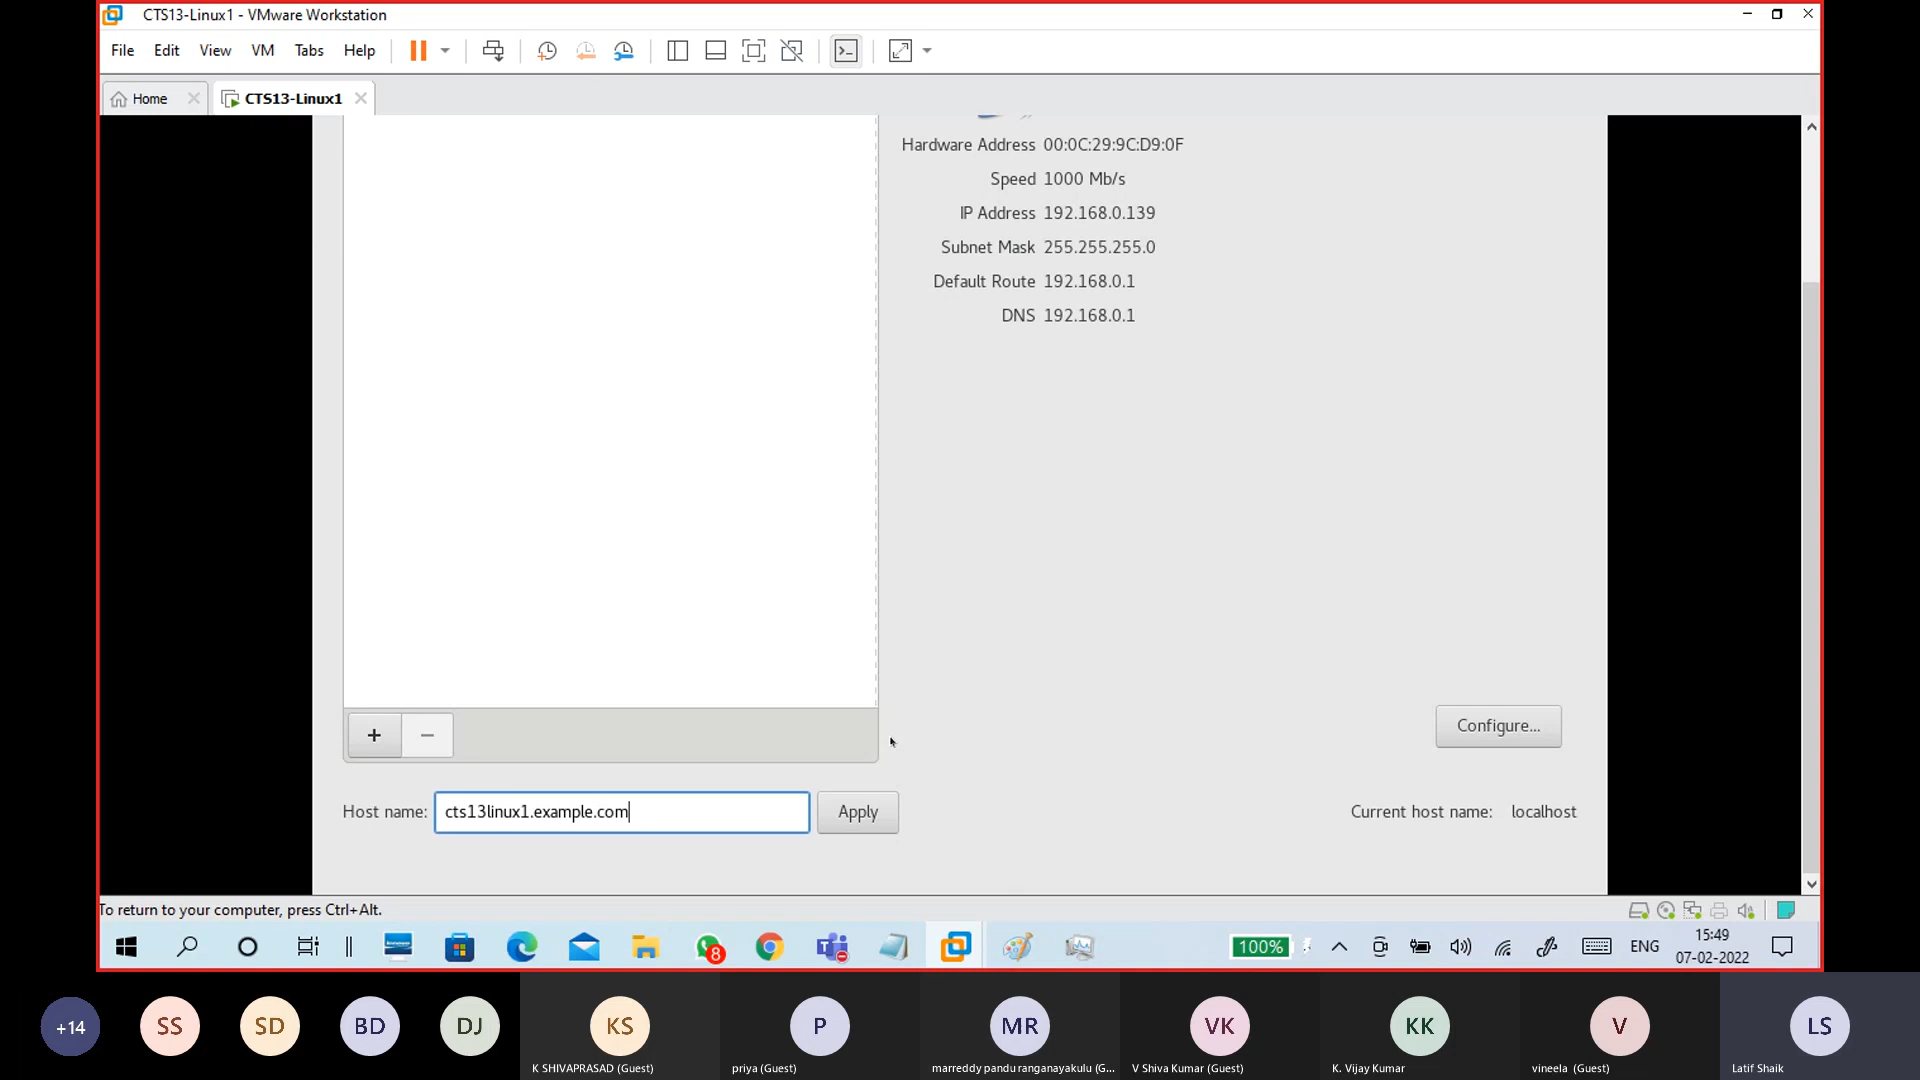 CTS13-Linux1 - VMware Workstation
File Edit View VM Tabs Help
Home
CTS13-Linux1
Hardware Address 00:0C:29:9C:D9:0F
Speed 1000 Mb/s
IP Address 192.168.0.139
Subnet Mask 255.255.255.0
Default Route 192.168.0.1
DNS 192.168.0.1
+ −
Configure...
Host name: cts13linux1.example.com Apply
Current host name: localhost
To return to your computer, press Ctrl+Alt.
8
100%
ENG
15:49
07-02-2022
+14 SS SD BD DJ KS P MR VK KK V LS
K SHIVAPRASAD (Guest)
priya (Guest)
marreddy pandu ranganayakulu (G...
V Shiva Kumar (Guest)
K. Vijay Kumar
vineela (Guest)
Latif Shaik